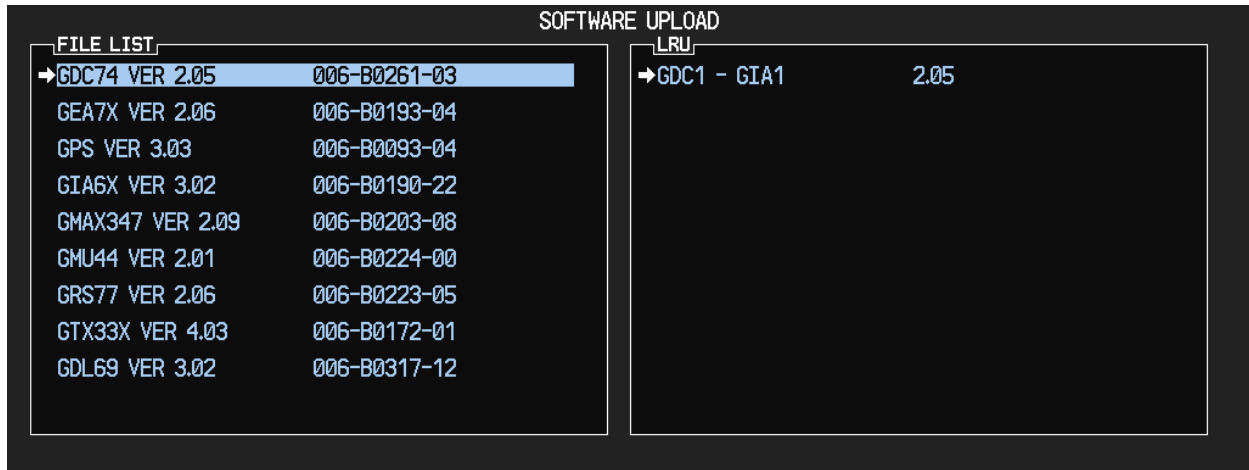 SOFTWARE UPLOAD
FILE LIST
GDC74 VER 2.05 006-B0261-03
GEA7X VER 2.06 006-B0193-04
GPS VER 3.03 006-B0093-04
GIA6X VER 3.02 006-B0190-22
GMAX347 VER 2.09 006-B0203-08
GMU44 VER 2.01 006-B0224-00
GRS77 VER 2.06 006-B0223-05
GTX33X VER 4.03 006-B0172-01
GDL69 VER 3.02 006-B0317-12
LRU
GDC1 - GIA1 2.05